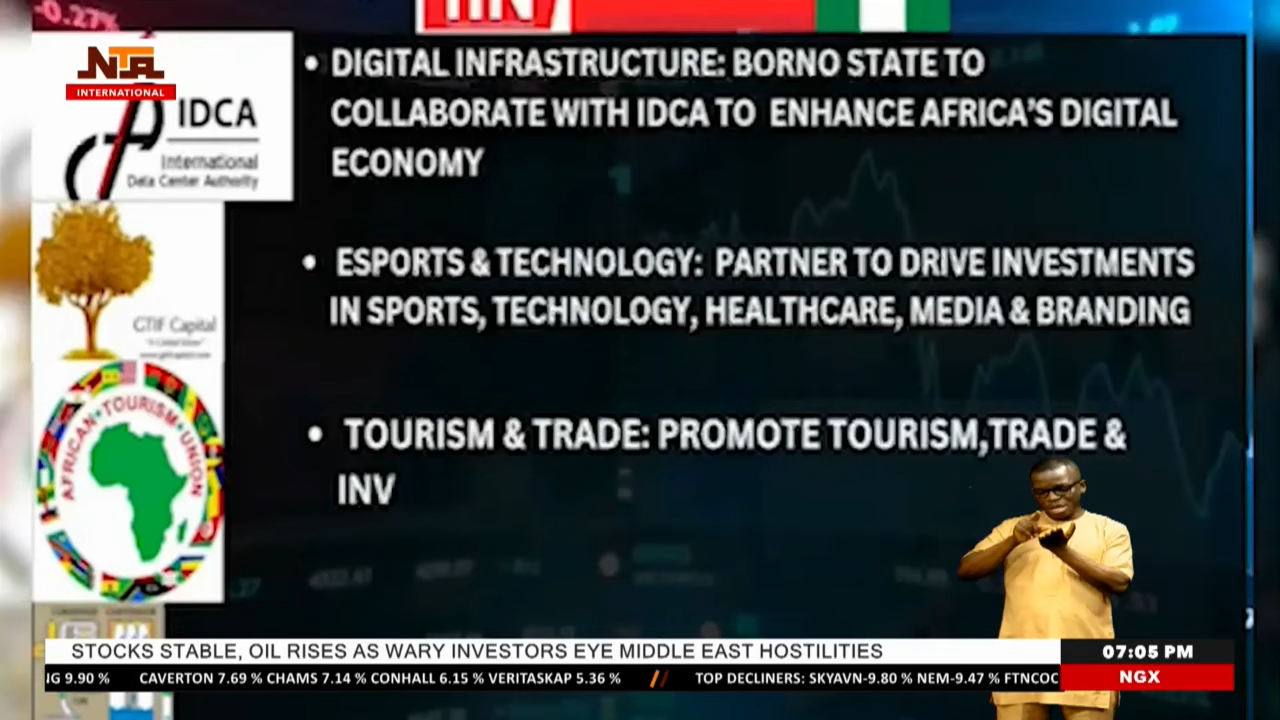 -0.27%
NTA
INTERNATIONAL
IDCA
International
Data Center Authority
• DIGITAL INFRASTRUCTURE: BORNO STATE TO
COLLABORATE WITH IDCA TO ENHANCE AFRICA’S DIGITAL
ECONOMY
GTIF Capital
• ESPORTS & TECHNOLOGY: PARTNER TO DRIVE INVESTMENTS
IN SPORTS, TECHNOLOGY, HEALTHCARE, MEDIA & BRANDING
AFRICAN • TOURISM • UNION
• TOURISM & TRADE: PROMOTE TOURISM,TRADE &
INV
STOCKS STABLE, OIL RISES AS WARY INVESTORS EYE MIDDLE EAST HOSTILITIES
07:05 PM
IG 9.90 % CAVERTON 7.69 % CHAMS 7.14 % CONHALL 6.15 % VERITASKAP 5.36 % // TOP DECLINERS: SKYAVN-9.80 % NEM-9.47 % FTNCOC
NGX